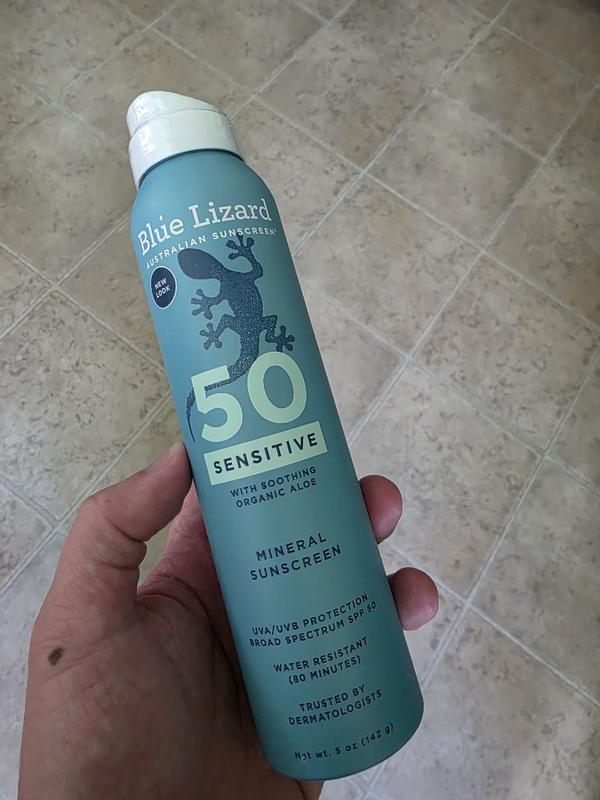 Blue Lizard
AUSTRALIAN SUNSCREEN®
NEW
LOOK
50
SENSITIVE
WITH SOOTHING
ORGANIC ALOE
MINERAL
SUNSCREEN
UVA/UVB PROTECTION
BROAD SPECTRUM SPF 50
WATER RESISTANT
(80 MINUTES)
TRUSTED BY
DERMATOLOGISTS
Net wt. 5 oz (142 g)